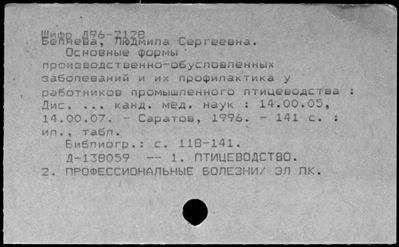 Шифр Д96-2128
Беляева, Людмила Сергеевна.
Основные формы
производственно-обусловленных
заболеваний и их профилактика у
работников промышленного птицеводства :
Дис. ... канд. мед. наук : 14.00.05,
14.00.07. - Саратов, 1996. - 141 с. :
ил., табл.
Библиогр.: с. 118-141.
Д-138059 -- 1. ПТИЦЕВОДСТВО.
2. ПРОФЕССИОНАЛЬНЫЕ БОЛЕЗНИ/ ЭЛ ПК.